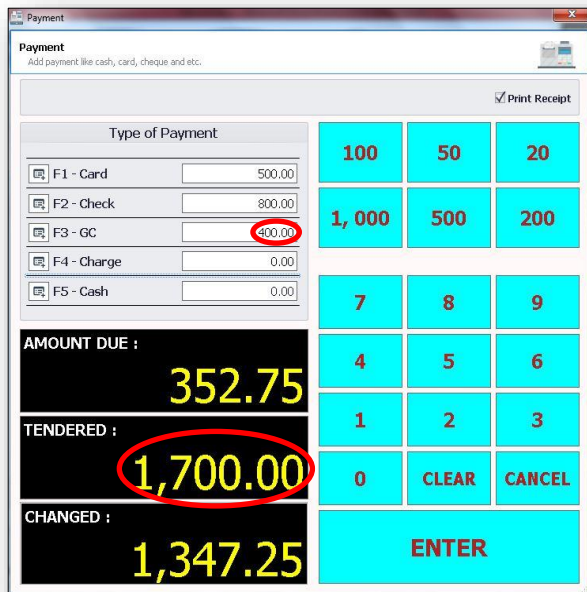 Payment
Payment
Add payment like cash, card, cheque and etc.
Print Receipt
Type of Payment
F1 - Card 500.00
F2 - Check 800.00
F3 - GC 400.00
F4 - Charge 0.00
F5 - Cash 0.00
AMOUNT DUE :
352.75
TENDERED :
1,700.00
CHANGED :
1,347.25
100 50 20
1, 000 500 200
7 8 9
4 5 6
1 2 3
0 CLEAR CANCEL
ENTER